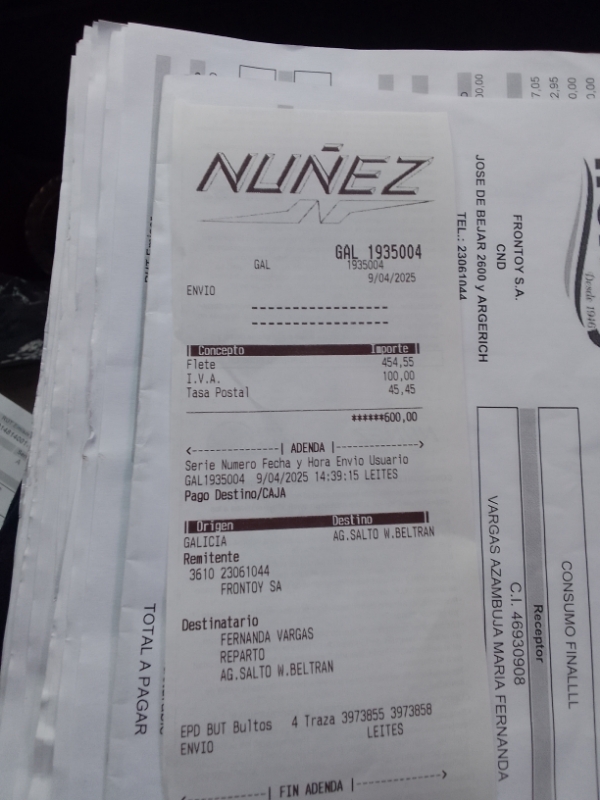 NUÑEZ
GAL 1935004
GAL 1935004
9/04/2025
ENVIO
Concepto Importe
Flete 454,55
I.V.A. 100,00
Tasa Postal 45,45
******600,00
<------------| ADENDA |------------>
Serie Numero Fecha y Hora Envio Usuario
GAL1935004 9/04/2025 14:39:15 LEITES
Pago Destino/CAJA
Origen Destino
GALICIA AG.SALTO W.BELTRAN
Remitente
3610 23061044
FRONTOY SA
Destinatario
FERNANDA VARGAS
REPARTO
AG.SALTO W.BELTRAN
EPD BUT Bultos 4 Traza 3973855 3973858
ENVIO LEITES
<------------| FIN ADENDA |------------>
FRONTOY S.A.
CND
JOSE DE BEJAR 2600 y ARGERICH
TEL.: 23061044
Desde 1946
CONSUMO FINALLLL
Receptor
C.I. 46930908
VARGAS AZAMBUJA MARIA FERNANDA
TOTAL A PAGAR
0,00
0,00
2,95
7,05